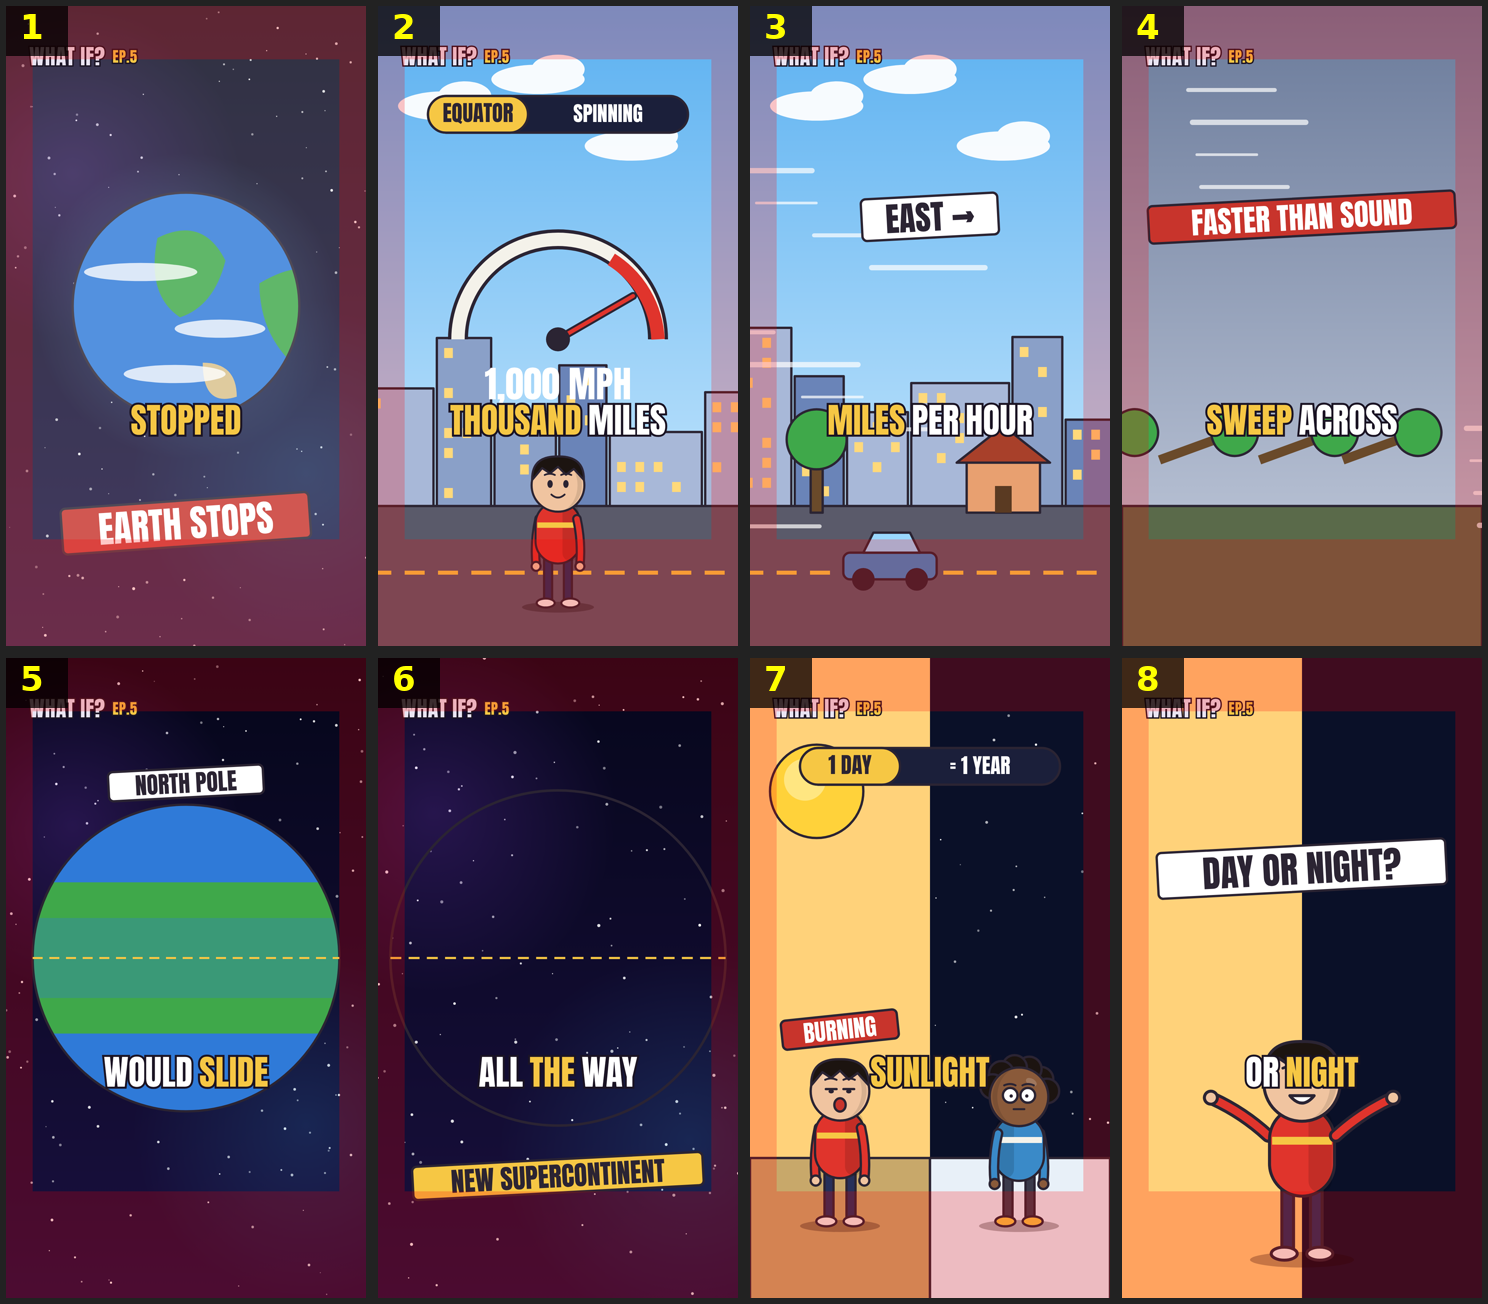 1
WHAT IF? EP.5
STOPPED
EARTH STOPS
2
WHAT IF? EP.5
EQUATOR SPINNING
1,000 MPH
THOUSAND MILES
3
WHAT IF? EP.5
EAST →
MILES PER HOUR
4
WHAT IF? EP.5
FASTER THAN SOUND
SWEEP ACROSS
5
WHAT IF? EP.5
NORTH POLE
WOULD SLIDE
6
WHAT IF? EP.5
ALL THE WAY
NEW SUPERCONTINENT
7
WHAT IF? EP.5
1 DAY = 1 YEAR
BURNING
SUNLIGHT
8
WHAT IF? EP.5
DAY OR NIGHT?
OR NIGHT